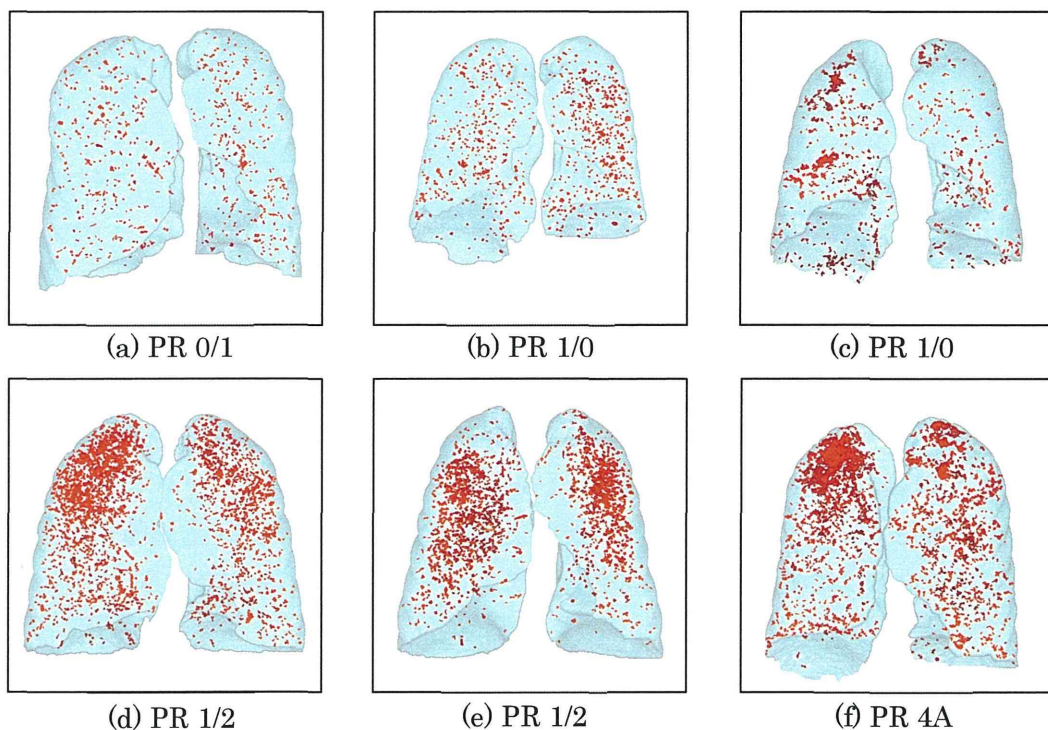 (a) PR 0/1
(b) PR 1/0
(c) PR 1/0
(d) PR 1/2
(e) PR 1/2
(f) PR 4A